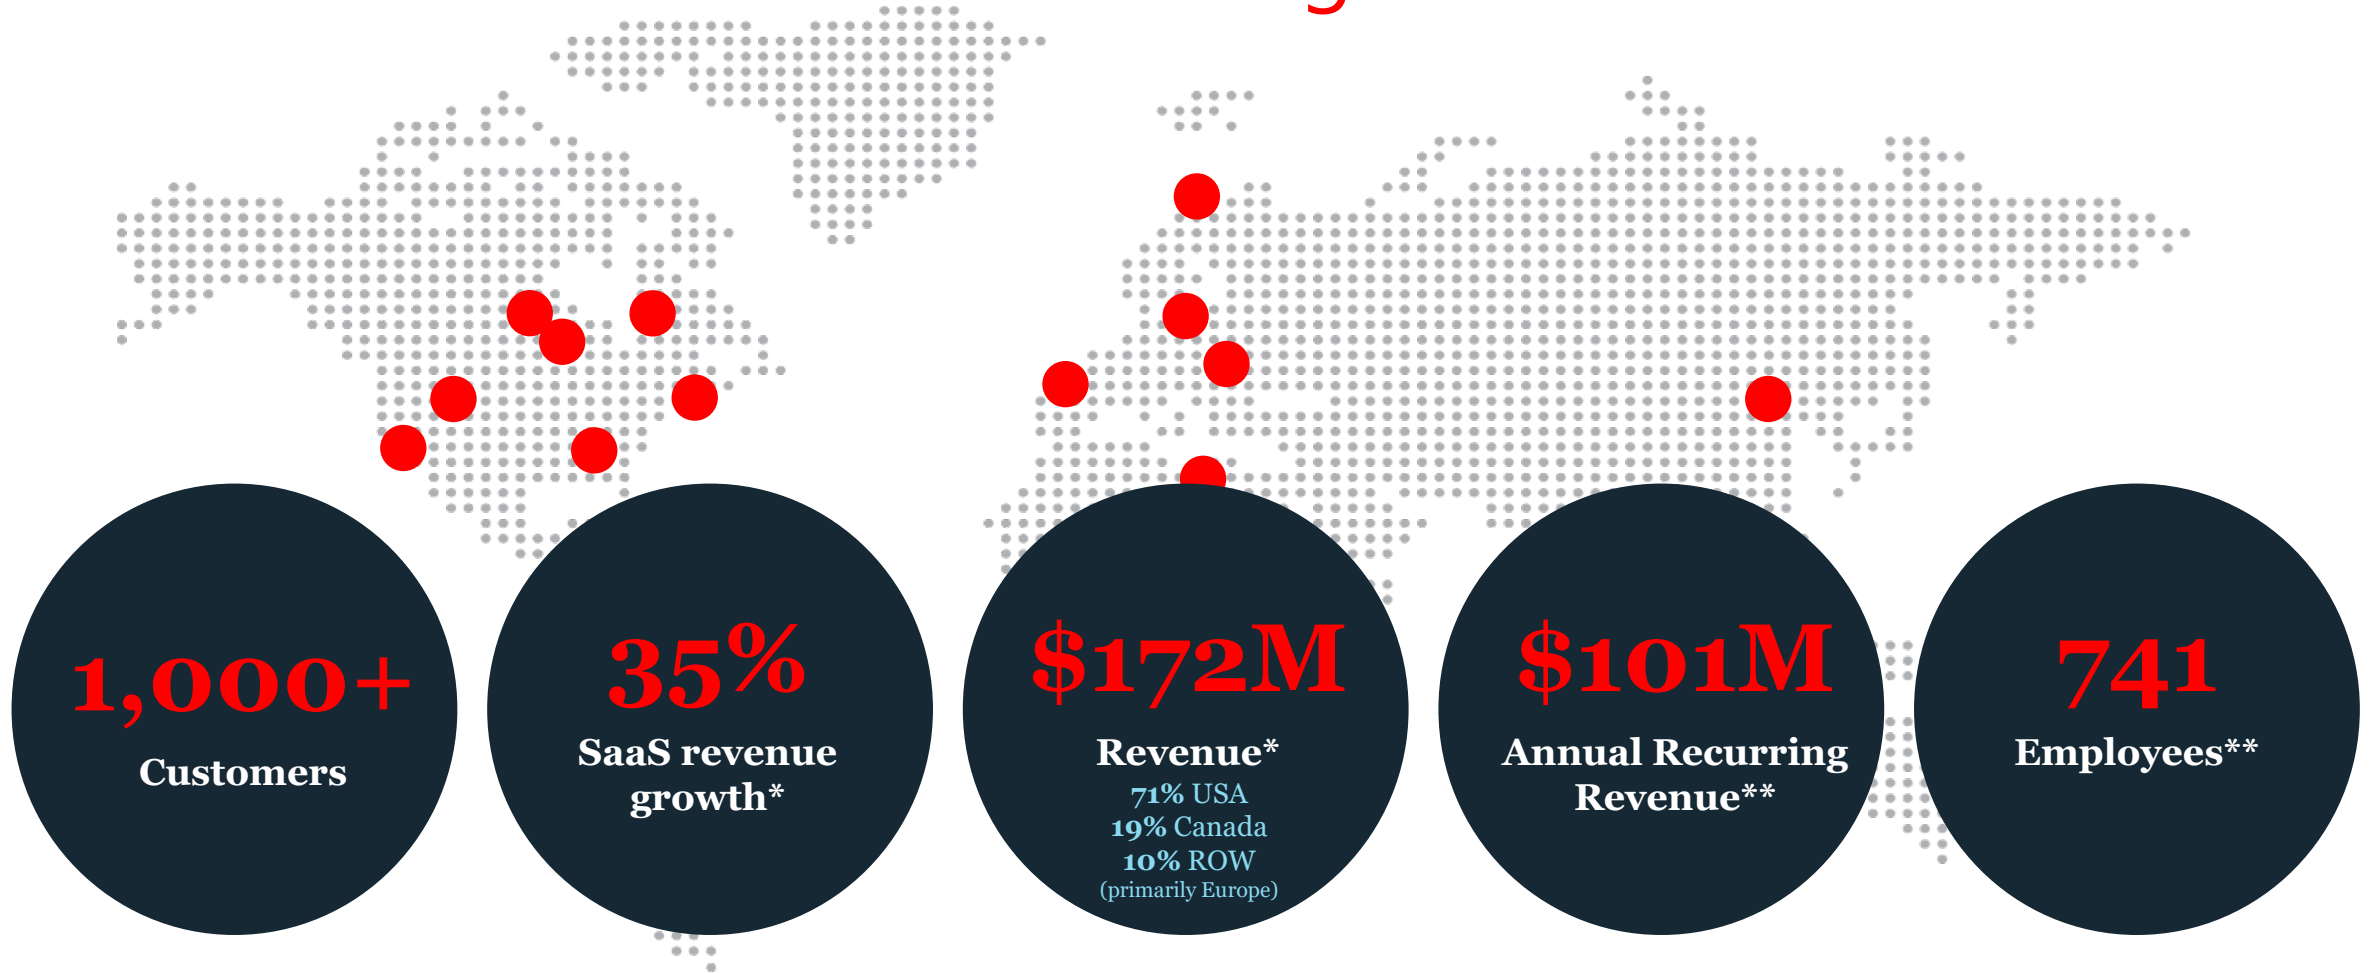 1,000+
Customers
35%
SaaS revenue
growth*
$172M
Revenue*
71% USA
19% Canada
10% ROW
(primarily Europe)
$101M
Annual Recurring
Revenue**
741
Employees**